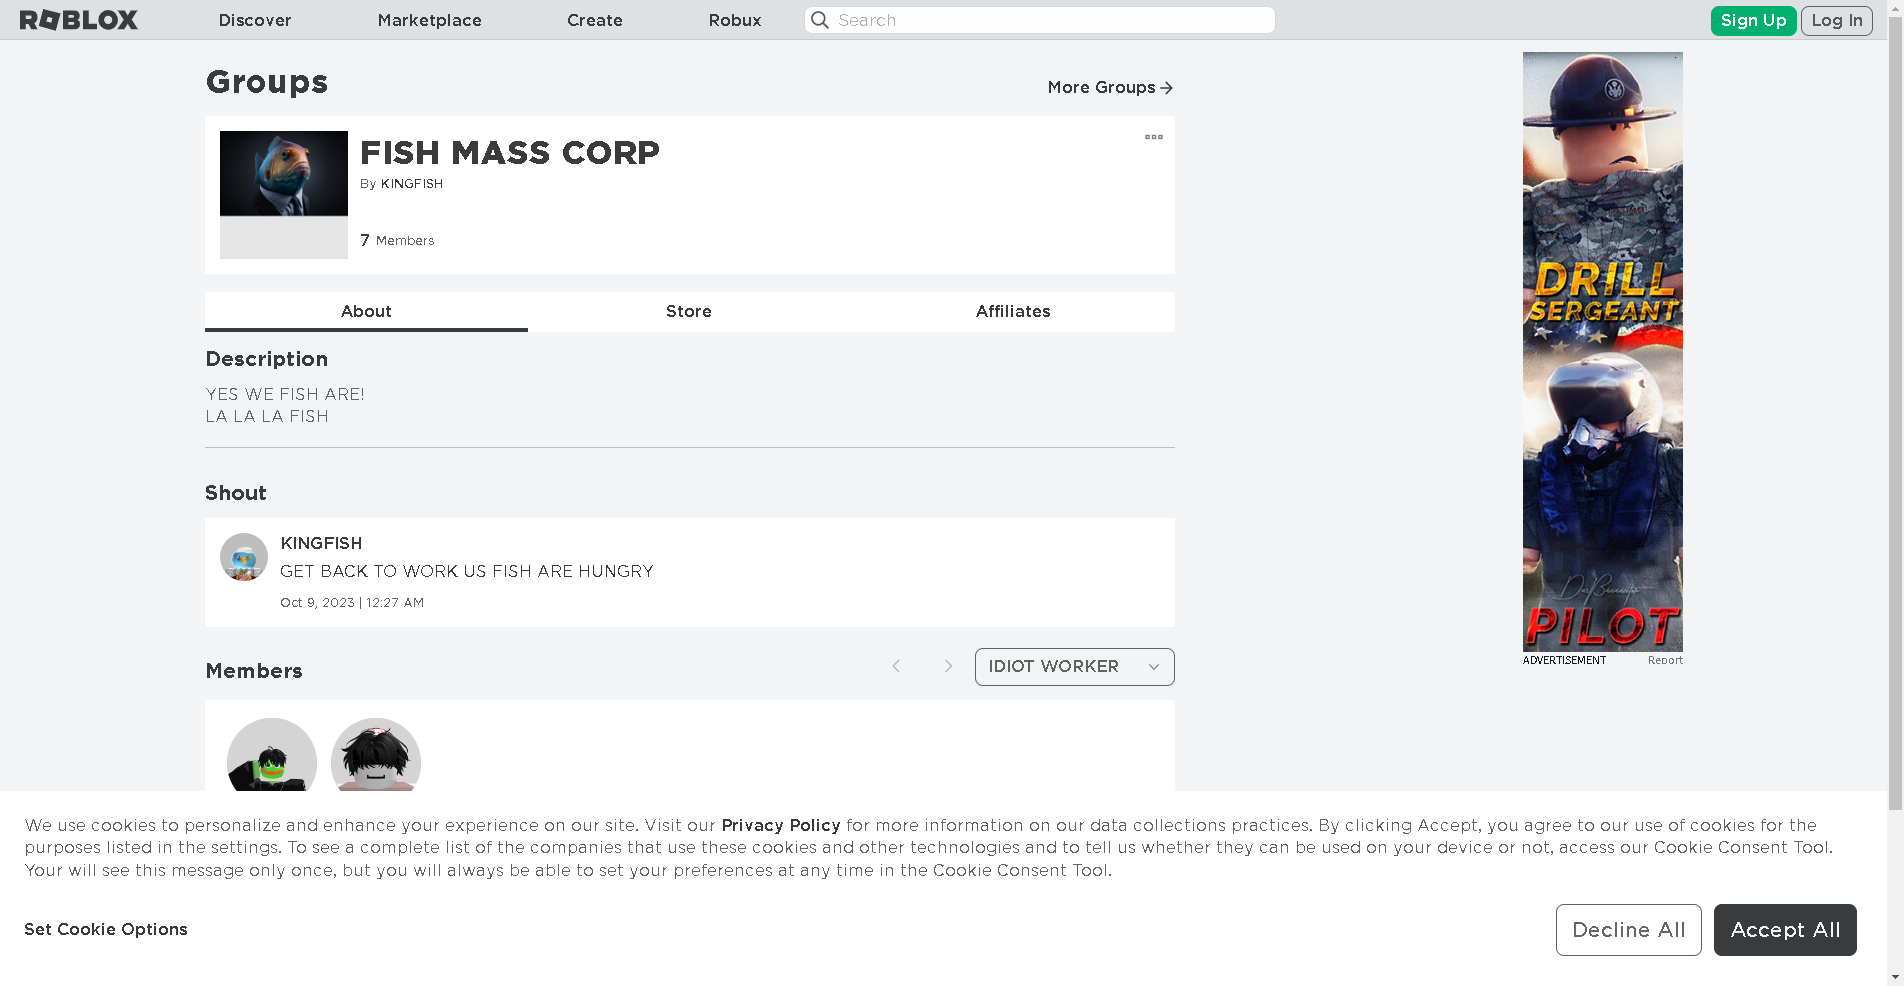 ROBLOX
Discover
Marketplace
Create
Robux
Search
Sign Up
Log In
Groups
More Groups
FISH MASS CORP
By KINGFISH
7 Members
About
Store
Affiliates
Description
YES WE FISH ARE!
LA LA LA FISH
Shout
KINGFISH
GET BACK TO WORK US FISH ARE HUNGRY
Oct 9, 2023 | 12:27 AM
Members
IDIOT WORKER
DRILL
SERGEANT
CAVIAR
PILOT
ADVERTISEMENT
Report
We use cookies to personalize and enhance your experience on our site. Visit our Privacy Policy for more information on our data collections practices. By clicking Accept, you agree to our use of cookies for the
purposes listed in the settings. To see a complete list of the companies that use these cookies and other technologies and to tell us whether they can be used on your device or not, access our Cookie Consent Tool.
Your will see this message only once, but you will always be able to set your preferences at any time in the Cookie Consent Tool.
Set Cookie Options
Decline All
Accept All